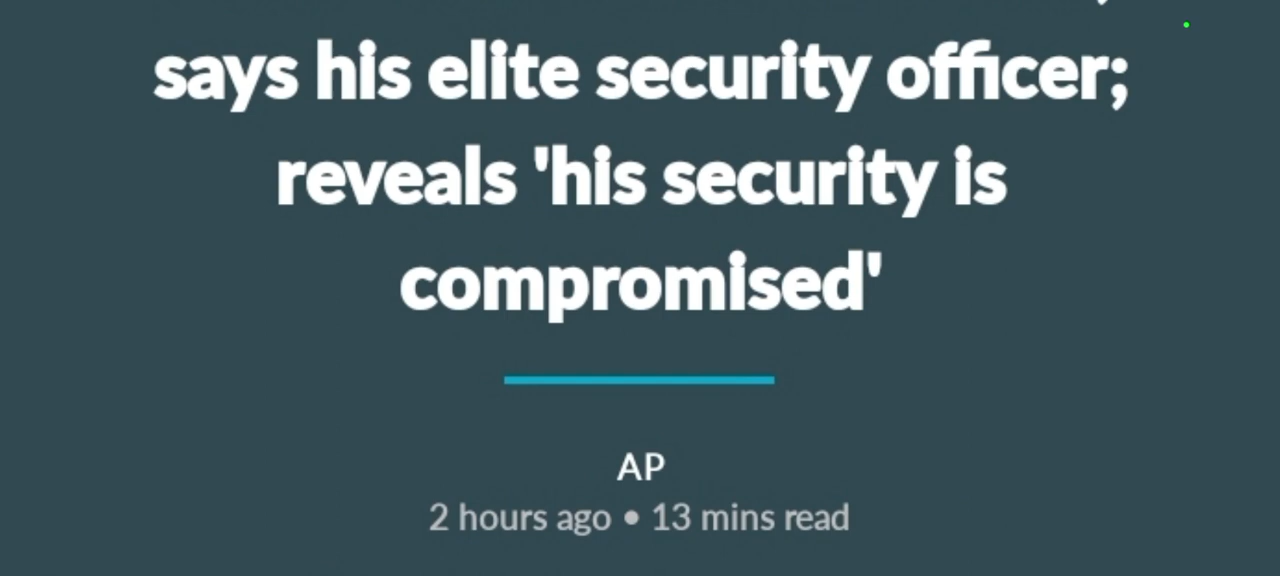 says his elite security officer;
reveals 'his security is
compromised'
AP
2 hours ago • 13 mins read